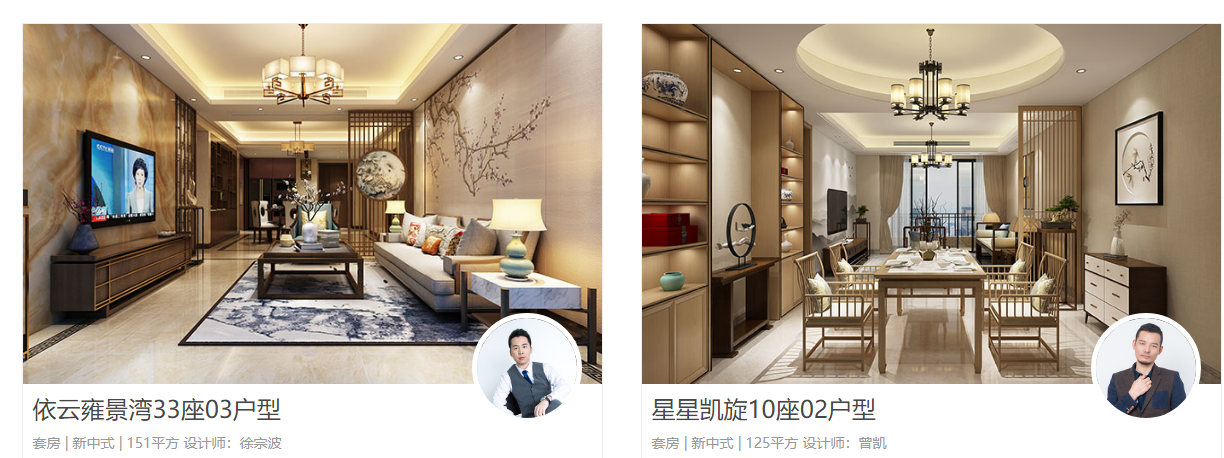 依云雍景湾33座03户型
套房 | 新中式 | 151平方 设计师：徐宗波
星星凯旋10座02户型
套房 | 新中式 | 125平方 设计师：曾凯